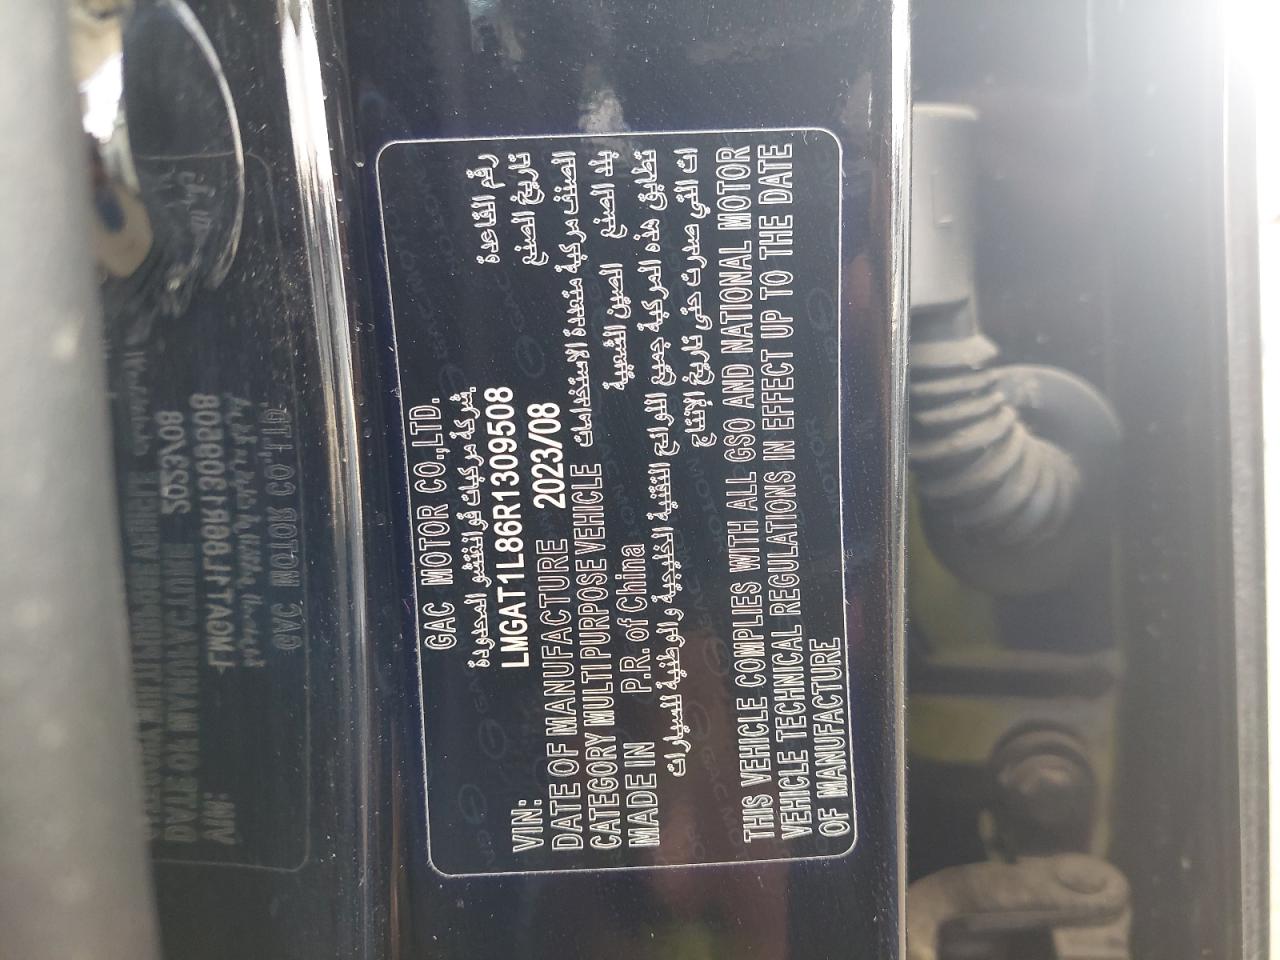 GAC MOTOR CO.,LTD.
شركة مركبات قوانغتشو المحدودة
VIN: LMGAT1L86R1309508 رقم القاعدة
DATE OF MANUFACTURE 2023/08 تاريخ الصنع
CATEGORY MULTIPURPOSE VEHICLE الصنف مركبة متعددة الاستخدامات
MADE IN P.R. of China الصين الشعبية بلد الصنع
تطابق هذه المركبة جميع اللوائح التقنية الخليجية والوطنية للسيارات
ات التي صدرت حتى تاريخ الإنتاج
THIS VEHICLE COMPLIES WITH ALL GSO AND NATIONAL MOTOR
VEHICLE TECHNICAL REGULATIONS IN EFFECT UP TO THE DATE
OF MANUFACTURE